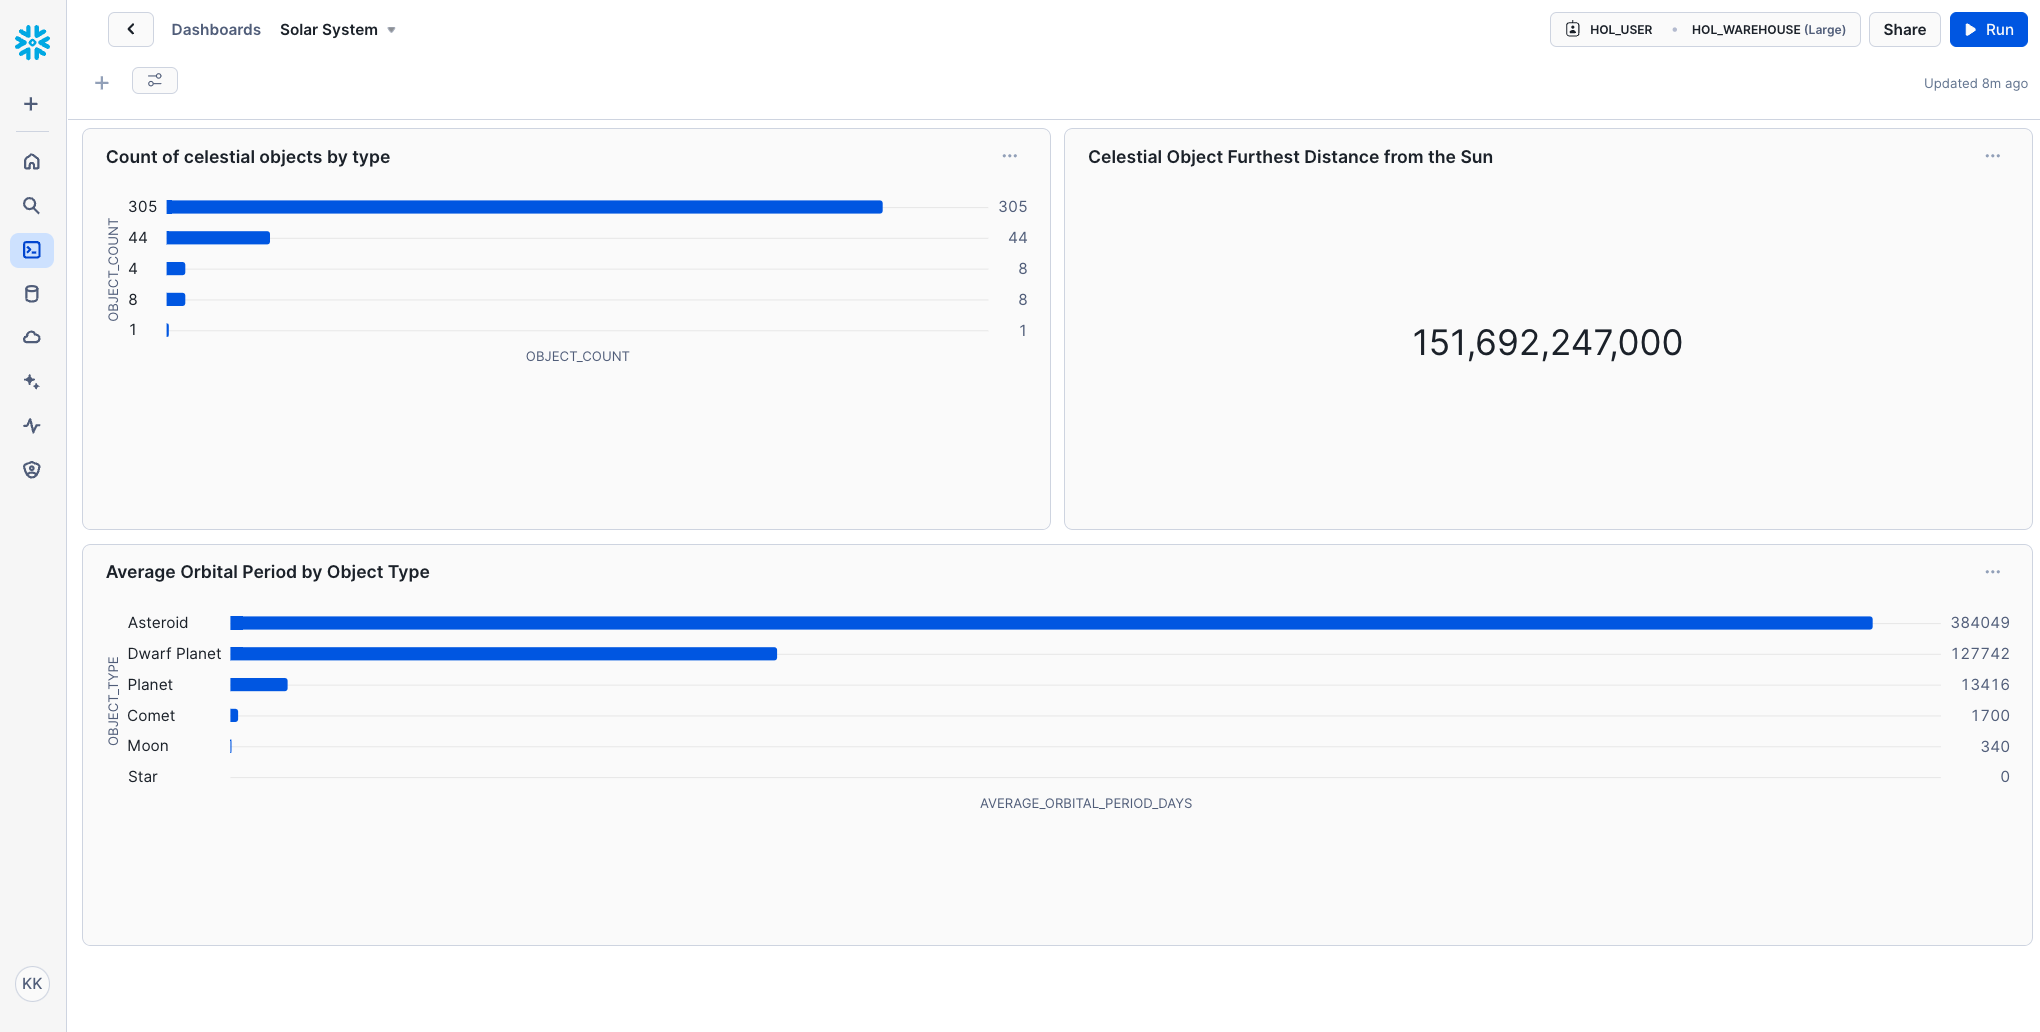 Dashboards Solar System
HOL_USER • HOL_WAREHOUSE (Large)
Share
Run
Updated 8m ago
Count of celestial objects by type
OBJECT_COUNT
305 305
44 44
4 8
8 8
1 1
OBJECT_COUNT
Celestial Object Furthest Distance from the Sun
151,692,247,000
Average Orbital Period by Object Type
OBJECT_TYPE
Asteroid 384049
Dwarf Planet 127742
Planet 13416
Comet 1700
Moon 340
Star 0
AVERAGE_ORBITAL_PERIOD_DAYS
KK